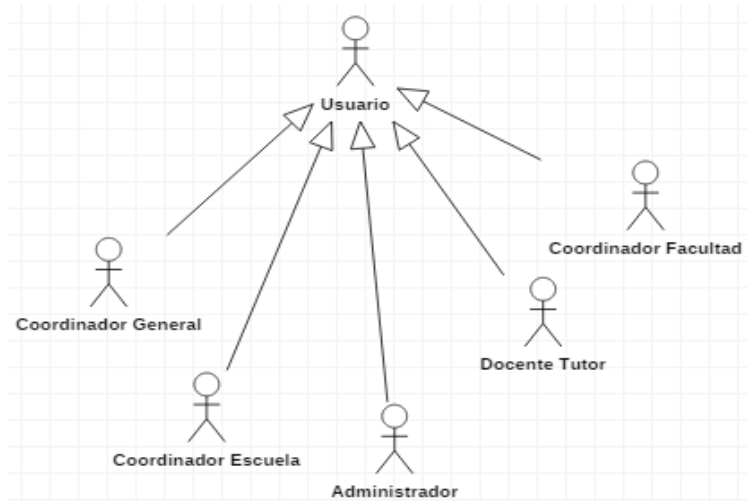 Usuario
Coordinador Facultad
Coordinador General
Docente Tutor
Coordinador Escuela
Administrador